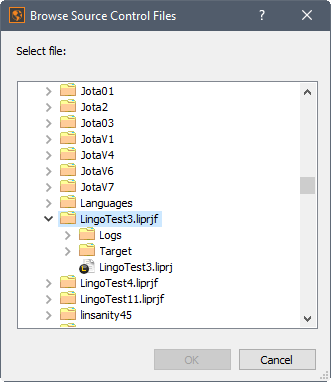 Browse Source Control Files
Select file:
Jota01
Jota2
Jota03
JotaV1
JotaV4
JotaV6
JotaV7
Languages
LingoTest3.liprjf
Logs
Target
LingoTest3.liprj
LingoTest4.liprjf
LingoTest11.liprjf
linsanity45
OK
Cancel